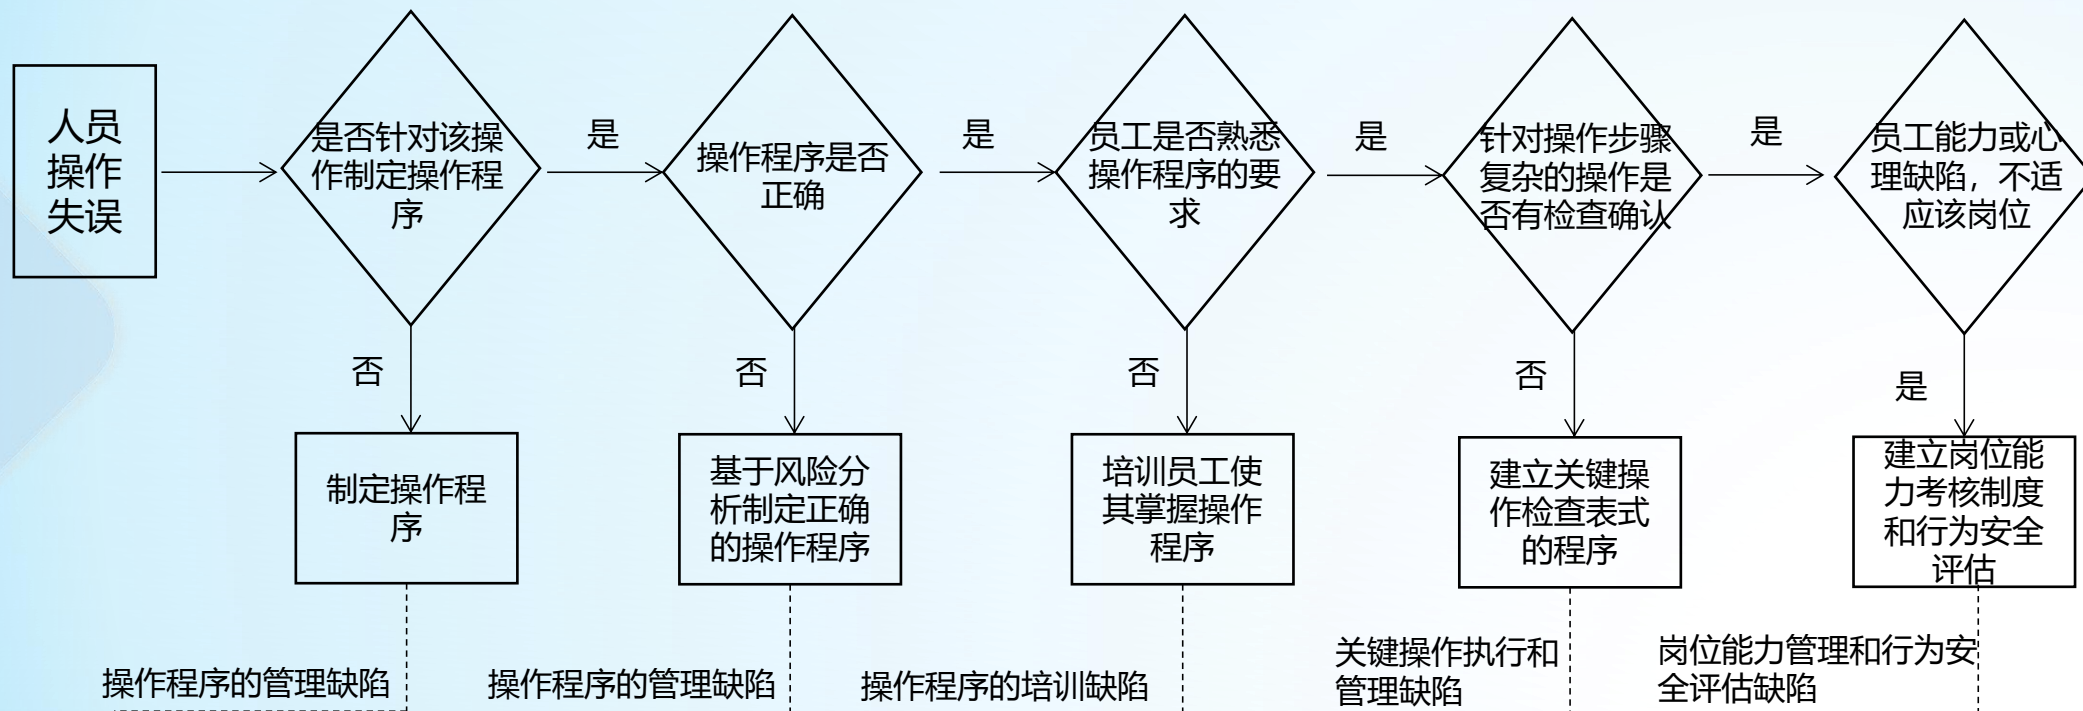 人员
操作
失误
是否针对该操
作制定操作程
序
是
操作程序是否
正确
是
员工是否熟悉
操作程序的要
求
是
针对操作步骤
复杂的操作是
否有检查确认
是
员工能力或心
理缺陷，不适
应该岗位
否
否
否
否
是
制定操作程
序
基于风险分
析制定正确
的操作程序
培训员工使
其掌握操作
程序
建立关键操
作检查表式
的程序
建立岗位能
力考核制度
和行为安全
评估
操作程序的管理缺陷
操作程序的管理缺陷
操作程序的培训缺陷
关键操作执行和
管理缺陷
岗位能力管理和行为安
全评估缺陷